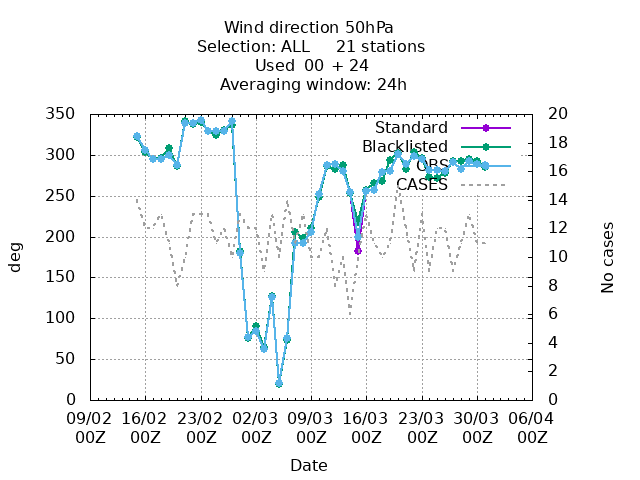 Wind direction 50hPa
Selection: ALL 21 stations
Used 00 + 24
Averaging window: 24h
Standard
Blacklisted
OBS
CASES
350
300
250
200
150
100
50
0
deg
20
18
16
14
12
10
8
6
4
2
0
No cases
09/02 16/02 23/02 02/03 09/03 16/03 23/03 30/03 06/04
00Z 00Z 00Z 00Z 00Z 00Z 00Z 00Z 00Z
Date